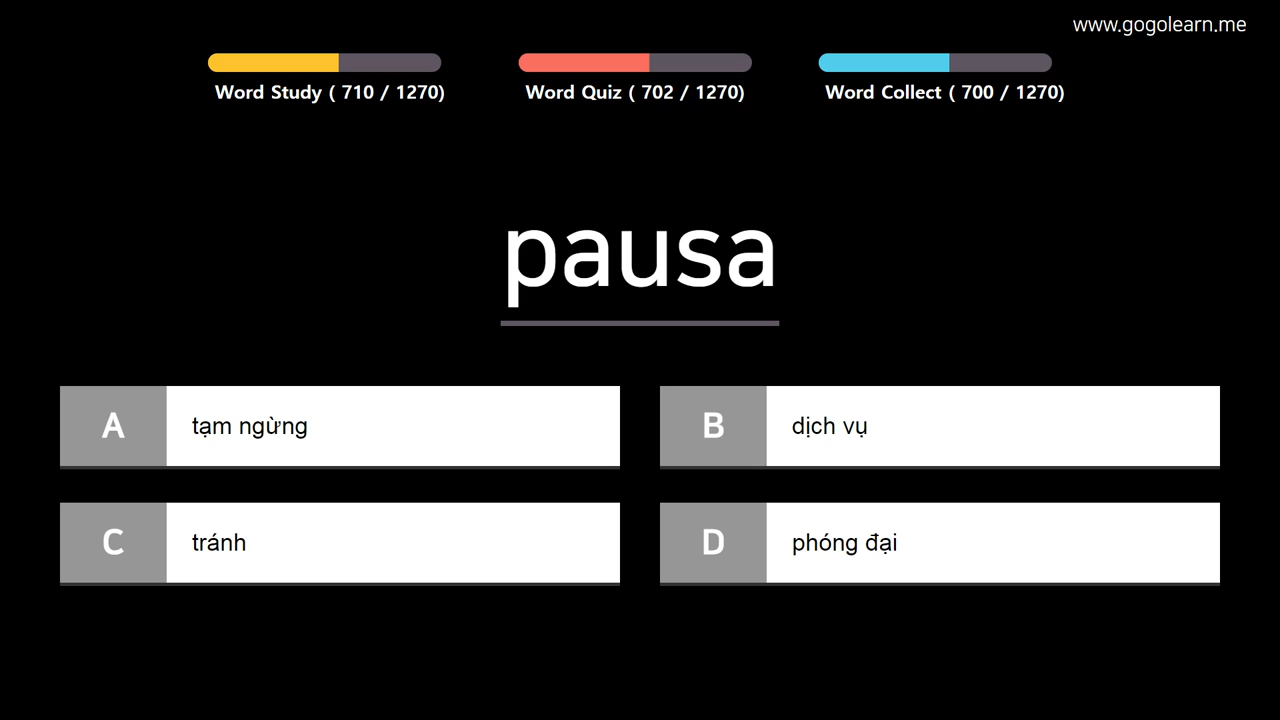 www.gogolearn.me
Word Study ( 710 / 1270)
Word Quiz ( 702 / 1270)
Word Collect ( 700 / 1270)
pausa
A tạm ngừng
B dịch vụ
C tránh
D phóng đại